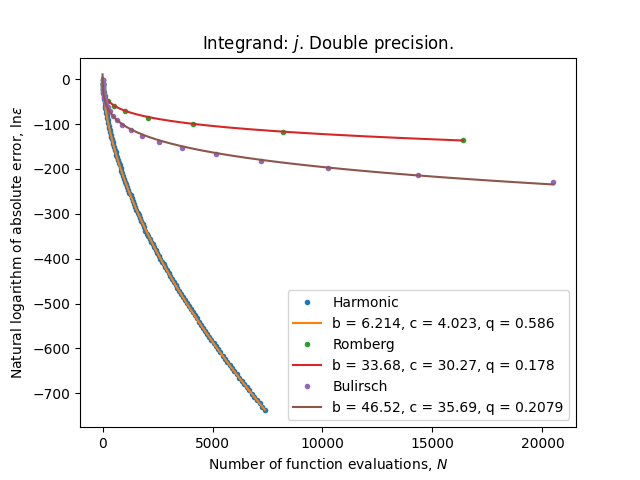 Integrand: j. Double precision.
Natural logarithm of absolute error, lnε
0
−100
−200
−300
−400
−500
−600
−700
Harmonic
b = 6.214, c = 4.023, q = 0.586
Romberg
b = 33.68, c = 30.27, q = 0.178
Bulirsch
b = 46.52, c = 35.69, q = 0.2079
0 5000 10000 15000 20000
Number of function evaluations, N